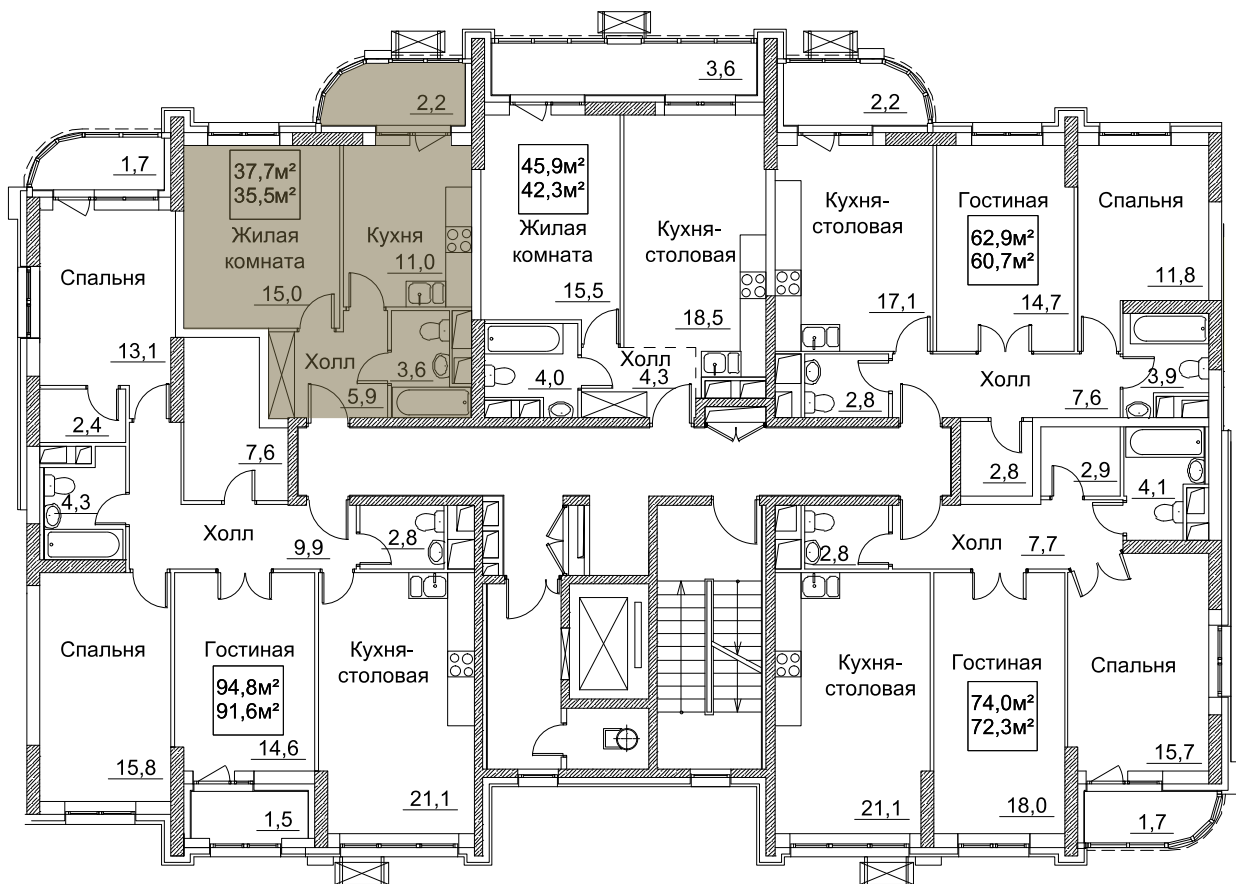 3,6
2,2
2,2
1,7
37,7м²
35,5м²
Жилая
комната
15,0
Кухня
11,0
45,9м²
42,3м²
Жилая
комната
15,5
Кухня-
столовая
18,5
Кухня-
столовая
17,1
Гостиная
62,9м²
60,7м²
14,7
Спальня
11,8
Спальня
13,1
Холл
5,9
3,6
4,0
Холл
4,3
2,8
Холл
7,6
3,9
2,4
7,6
4,3
Холл
9,9
2,8
2,8
2,9
4,1
2,8
Холл
7,7
Спальня
15,8
Гостиная
94,8м²
91,6м²
14,6
Кухня-
столовая
21,1
1,5
Кухня-
столовая
21,1
Гостиная
74,0м²
72,3м²
18,0
Спальня
15,7
1,7